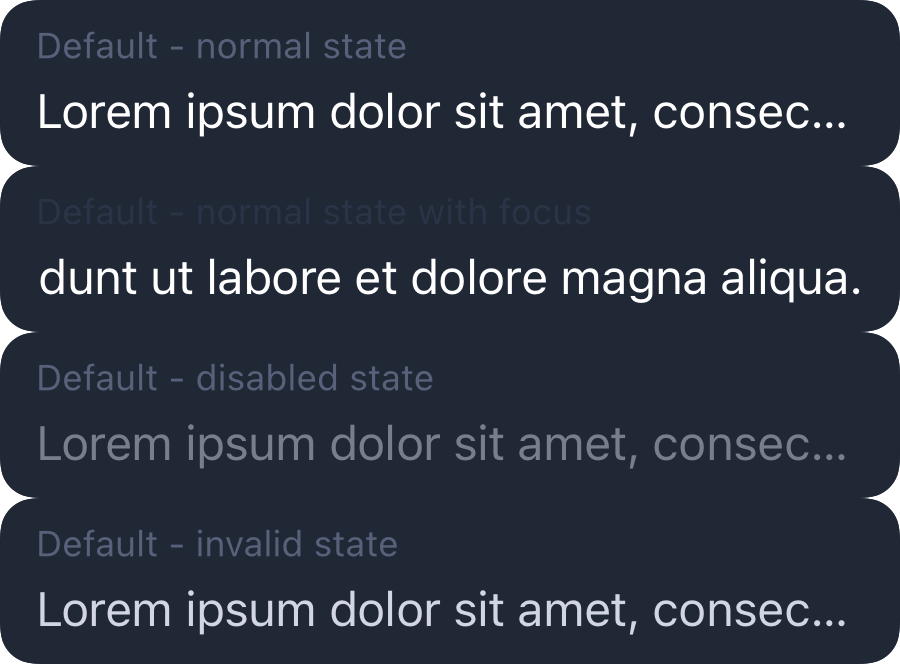 Default - normal state
Lorem ipsum dolor sit amet, consec...
Default - normal state with focus
dunt ut labore et dolore magna aliqua.
Default - disabled state
Lorem ipsum dolor sit amet, consec...
Default - invalid state
Lorem ipsum dolor sit amet, consec...